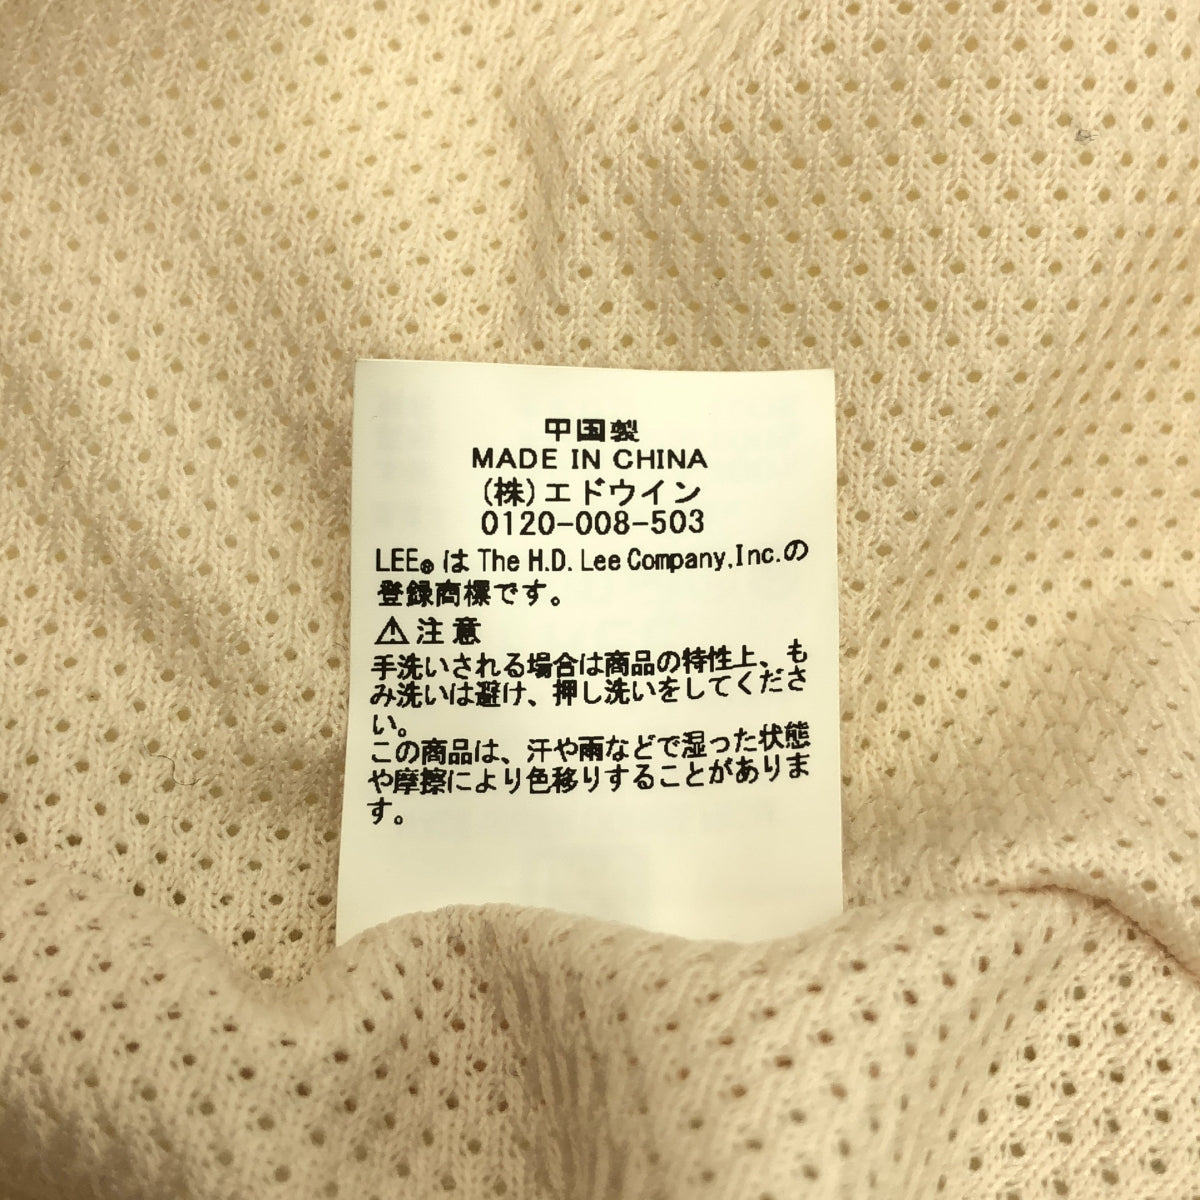 中国製
MADE IN CHINA
(株)エドウイン
0120-008-503
LEE® は The H.D. Lee Company,Inc.の
登録商標です。
⚠注意
手洗いされる場合は商品の特性上、も
み洗いは避け、押し洗いをしてくださ
い。
この商品は、汗や雨などで湿った状態
や摩擦により色移りすることがありま
す。